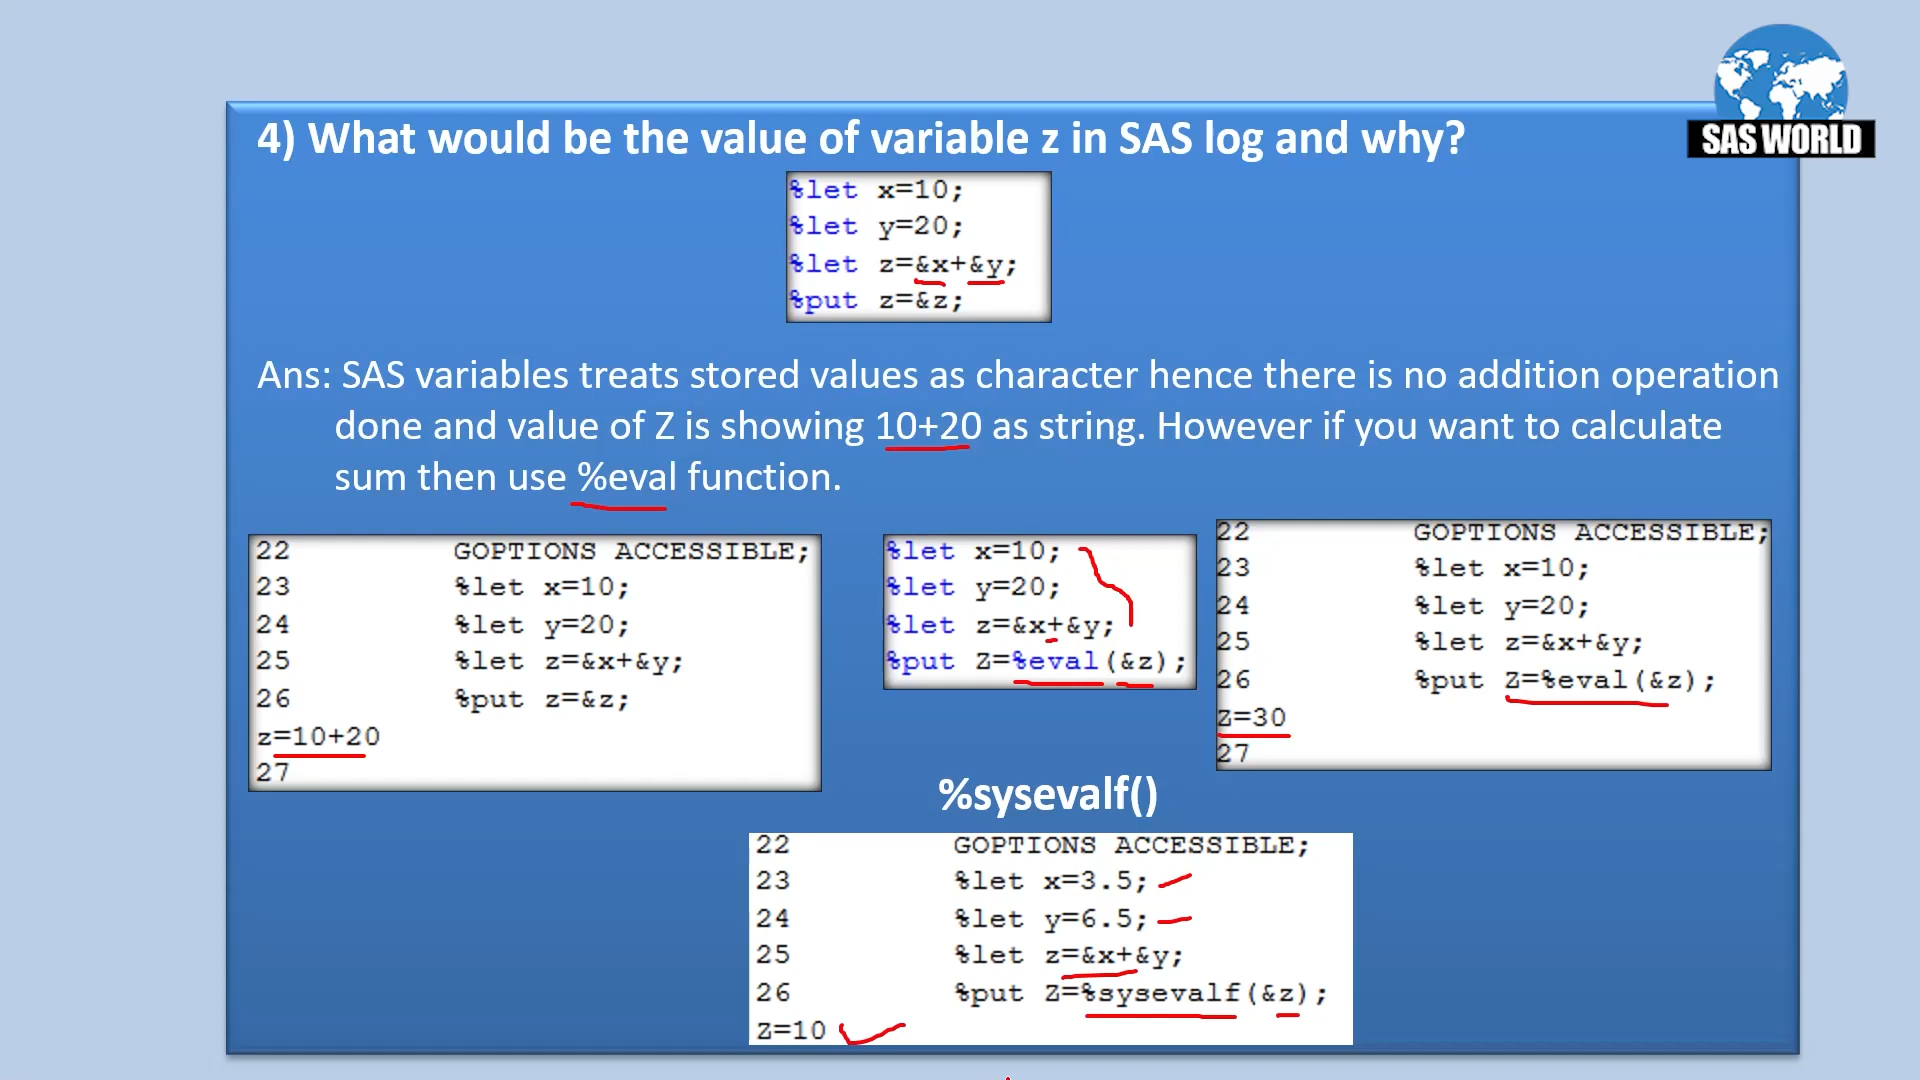 SAS WORLD
4) What would be the value of variable z in SAS log and why?
%let x=10;
%let y=20;
%let z=&x+&y;
%put z=&z;
Ans: SAS variables treats stored values as character hence there is no addition operation
done and value of Z is showing 10+20 as string. However if you want to calculate
sum then use %eval function.
22 GOPTIONS ACCESSIBLE;
23 %let x=10;
24 %let y=20;
25 %let z=&x+&y;
26 %put z=&z;
z=10+20
27
%let x=10;
%let y=20;
%let z=&x+&y;
%put Z=%eval(&z);
22 GOPTIONS ACCESSIBLE;
23 %let x=10;
24 %let y=20;
25 %let z=&x+&y;
26 %put Z=%eval(&z);
Z=30
27
%sysevalf()
22 GOPTIONS ACCESSIBLE;
23 %let x=3.5;
24 %let y=6.5;
25 %let z=&x+&y;
26 %put Z=%sysevalf(&z);
Z=10